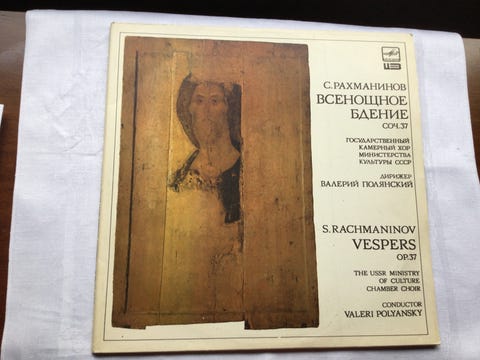 С. РАХМАНИНОВ
ВСЕНОЩНОЕ
БДЕНИЕ
СОЧ. 37
ГОСУДАРСТВЕННЫЙ
КАМЕРНЫЙ ХОР
МИНИСТЕРСТВА
КУЛЬТУРЫ СССР
ДИРИЖЕР
ВАЛЕРИЙ ПОЛЯНСКИЙ
S. RACHMANINOV
VESPERS
OP. 37
THE USSR MINISTRY
OF CULTURE
CHAMBER CHOIR
CONDUCTOR
VALERI POLYANSKY